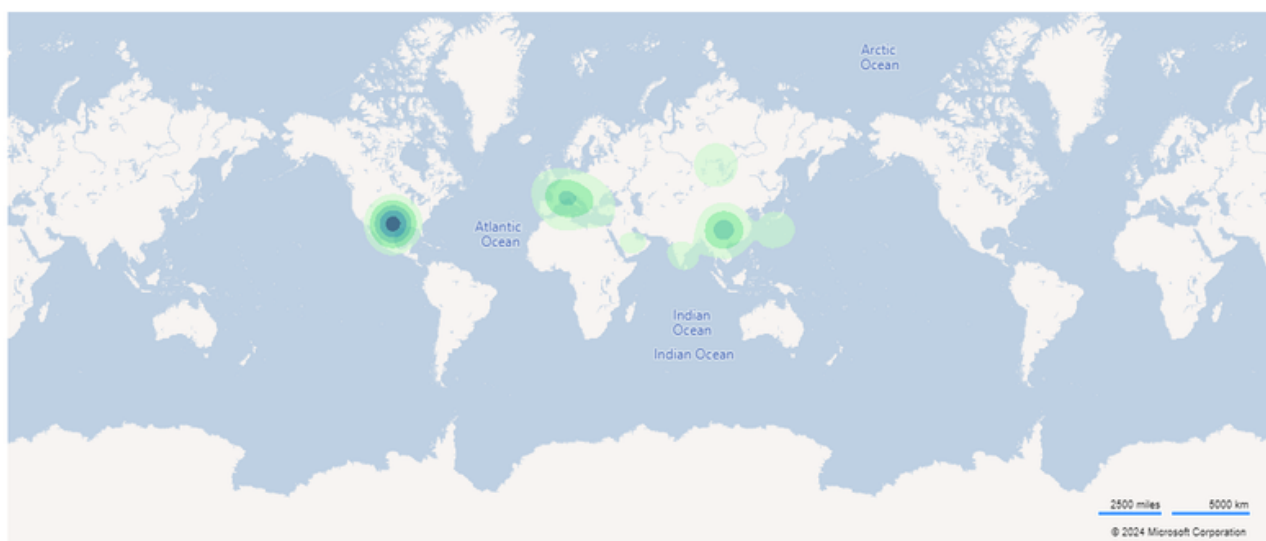 Arctic
Ocean
Atlantic
Ocean
Indian
Ocean
Indian Ocean
2500 miles
5000 km
© 2024 Microsoft Corporation